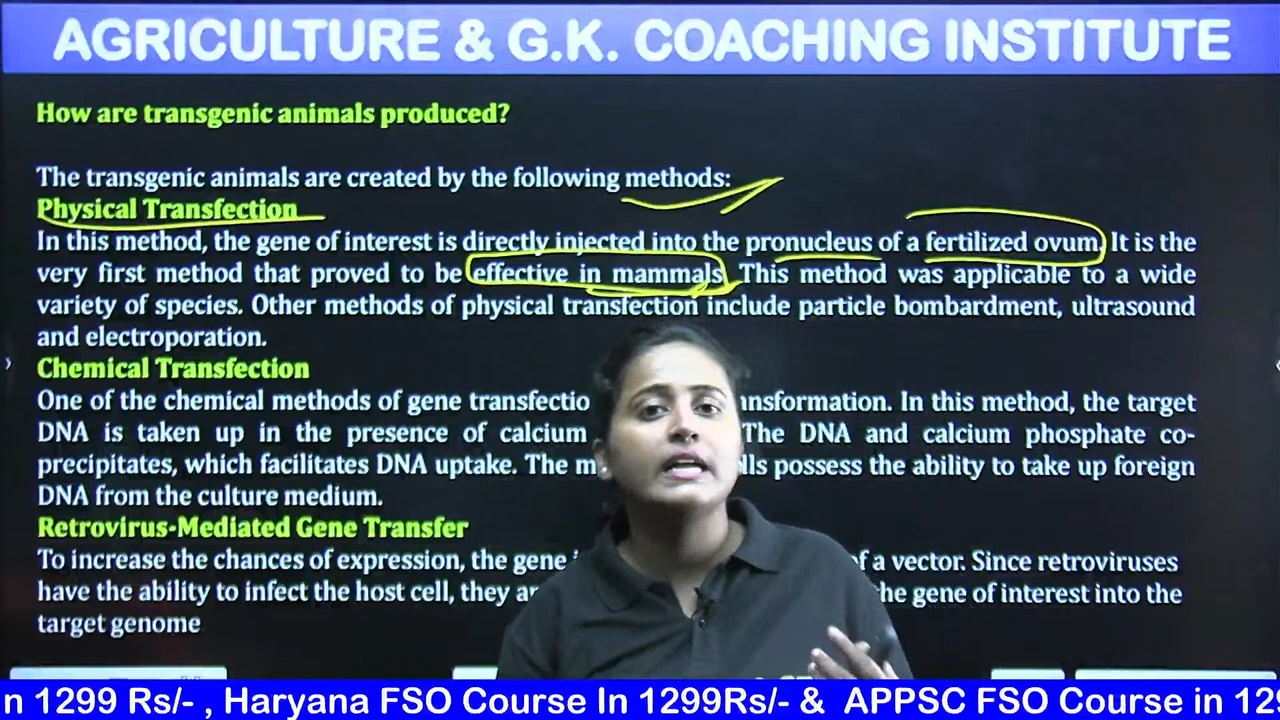 AGRICULTURE & G.K. COACHING INSTITUTE
How are transgenic animals produced?
The transgenic animals are created by the following methods:
Physical Transfection
In this method, the gene of interest is directly injected into the pronucleus of a fertilized ovum. It is the
very first method that proved to be effective in mammals. This method was applicable to a wide
variety of species. Other methods of physical transfection include particle bombardment, ultrasound
and electroporation.
Chemical Transfection
One of the chemical methods of gene transfectio nsformation. In this method, the target
DNA is taken up in the presence of calcium The DNA and calcium phosphate co-
precipitates, which facilitates DNA uptake. The m lls possess the ability to take up foreign
DNA from the culture medium.
Retrovirus-Mediated Gene Transfer
To increase the chances of expression, the gene of a vector. Since retroviruses
have the ability to infect the host cell, they the gene of interest into the
target genome
n 1299 Rs/- , Haryana FSO Course In 1299Rs/- & APPSC FSO Course in